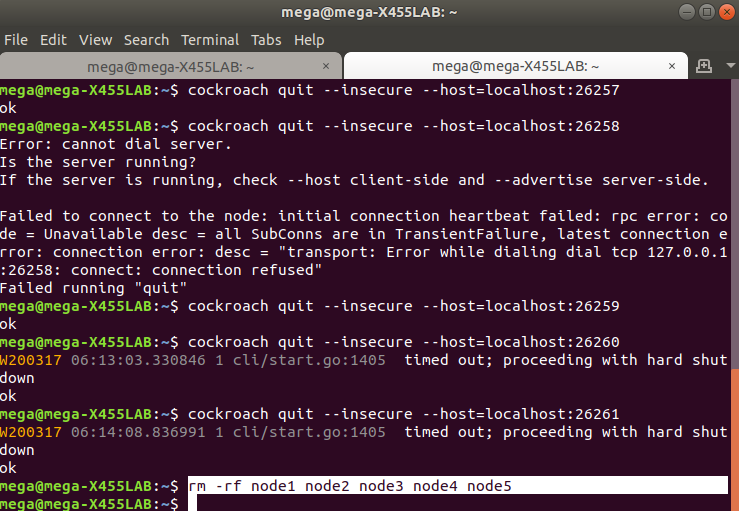 mega@mega-X455LAB: ~
File Edit View Search Terminal Tabs Help
mega@mega-X455LAB: ~ × mega@mega-X455LAB: ~ ×
mega@mega-X455LAB:~$ cockroach quit --insecure --host=localhost:26257
ok
mega@mega-X455LAB:~$ cockroach quit --insecure --host=localhost:26258
Error: cannot dial server.
Is the server running?
If the server is running, check --host client-side and --advertise server-side.
Failed to connect to the node: initial connection heartbeat failed: rpc error: co
de = Unavailable desc = all SubConns are in TransientFailure, latest connection e
rror: connection error: desc = "transport: Error while dialing dial tcp 127.0.0.1
:26258: connect: connection refused"
Failed running "quit"
mega@mega-X455LAB:~$ cockroach quit --insecure --host=localhost:26259
ok
mega@mega-X455LAB:~$ cockroach quit --insecure --host=localhost:26260
W200317 06:13:03.330846 1 cli/start.go:1405  timed out; proceeding with hard shut
down
ok
mega@mega-X455LAB:~$ cockroach quit --insecure --host=localhost:26261
W200317 06:14:08.836991 1 cli/start.go:1405  timed out; proceeding with hard shut
down
ok
mega@mega-X455LAB:~$ rm -rf node1 node2 node3 node4 node5
mega@mega-X455LAB:~$